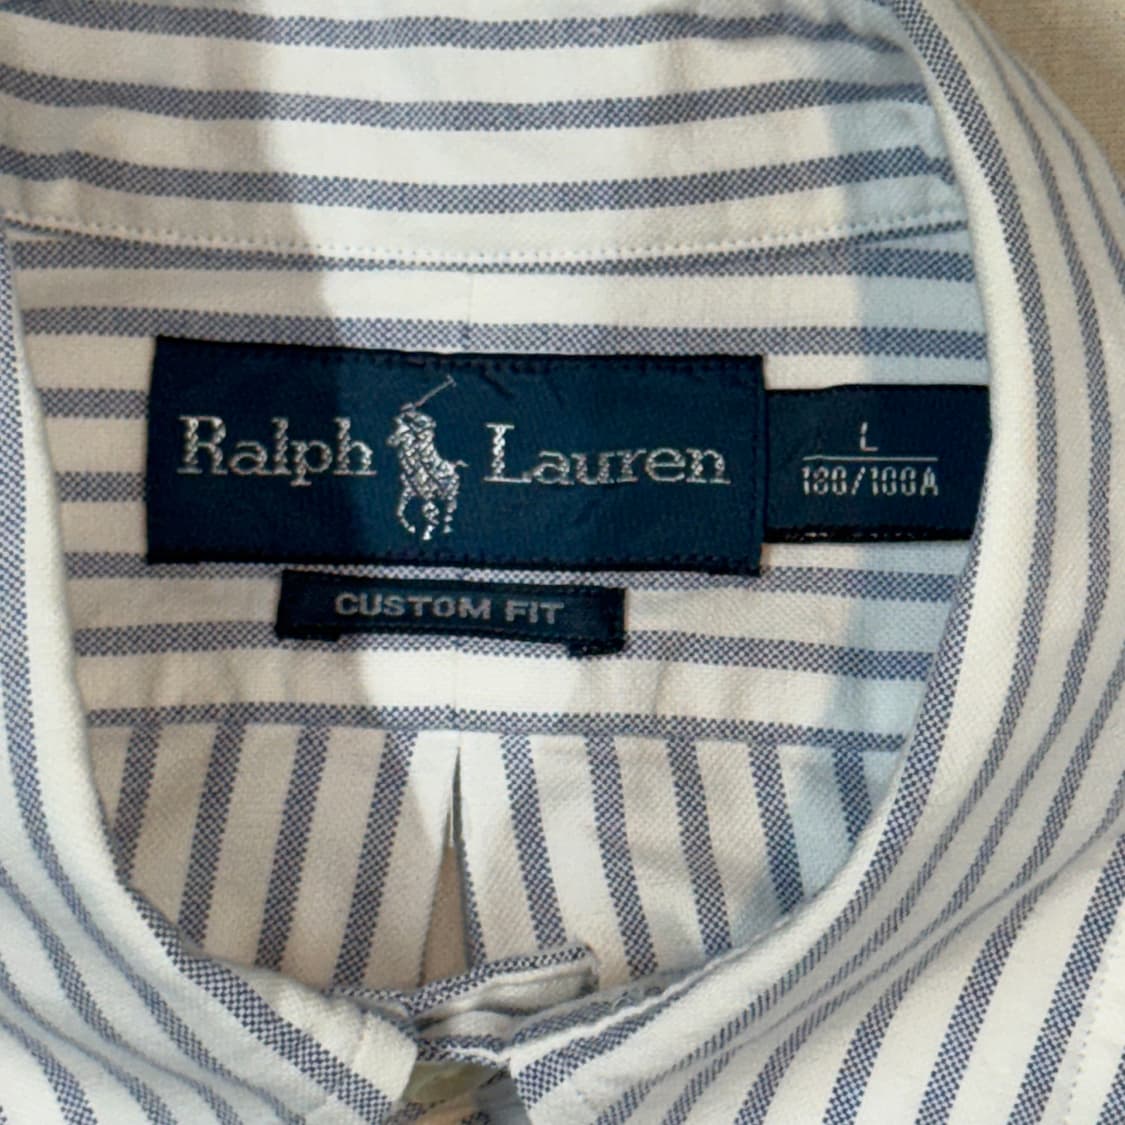 Ralph Lauren
L
180/100A
CUSTOM FIT